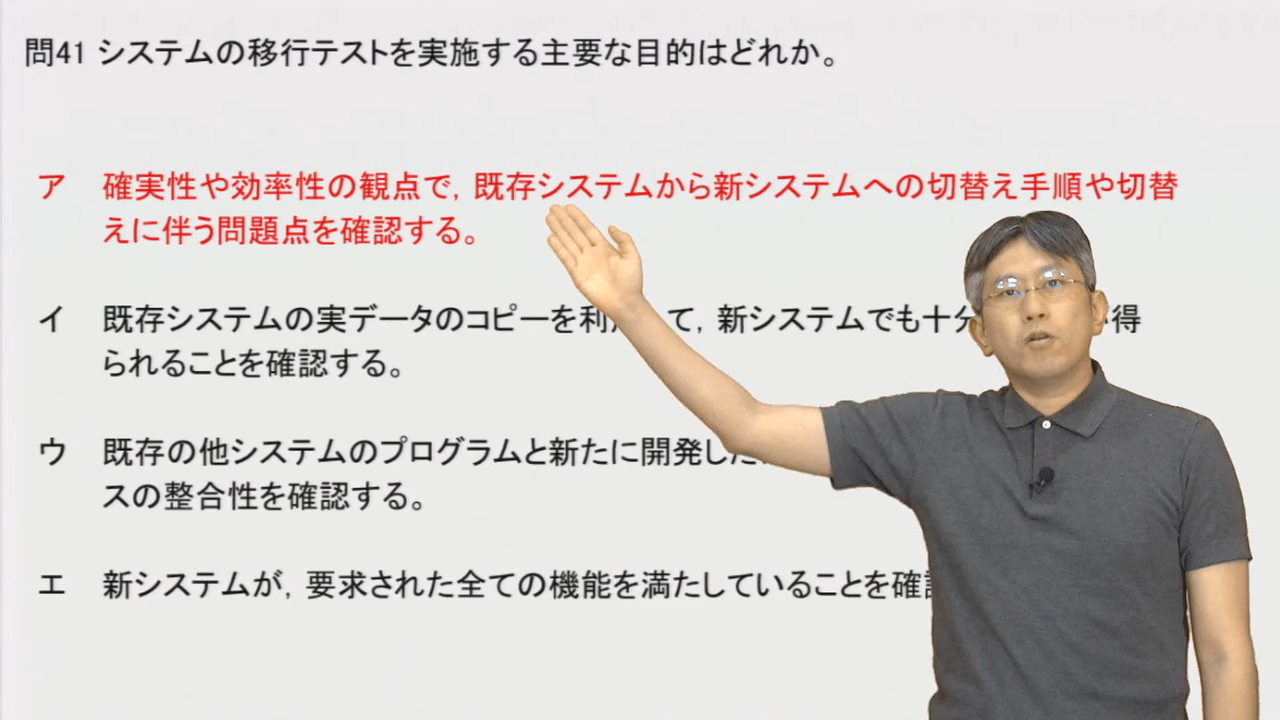 問41 システムの移行テストを実施する主要な目的はどれか。
ア 確実性や効率性の観点で，既存システムから新システムへの切替え手順や切替
えに伴う問題点を確認する。
イ 既存システムの実データのコピーを利 て，新システムでも十分 得
られることを確認する。
ウ 既存の他システムのプログラムと新たに開発した
スの整合性を確認する。
エ 新システムが，要求された全ての機能を満たしていることを確